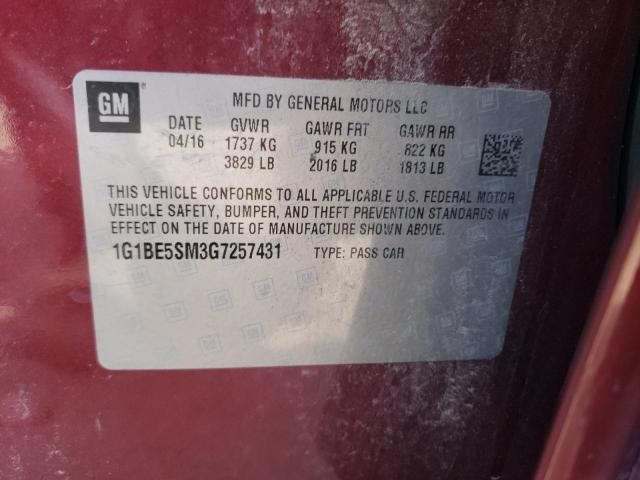 GM
MFD BY GENERAL MOTORS LLC
DATE GVWR GAWR FRT GAWR RR
04/16 1737 KG 915 KG 822 KG
3829 LB 2016 LB 1813 LB
THIS VEHICLE CONFORMS TO ALL APPLICABLE U.S. FEDERAL MOTOR
VEHICLE SAFETY, BUMPER, AND THEFT PREVENTION STANDARDS IN
EFFECT ON THE DATE OF MANUFACTURE SHOWN ABOVE.
1G1BE5SM3G7257431 TYPE: PASS CAR